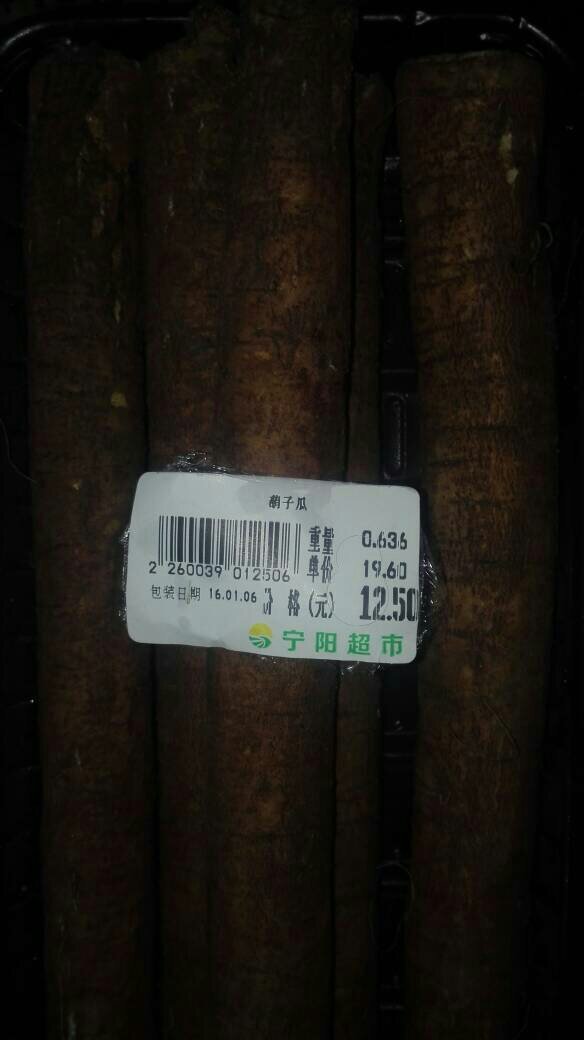 葫子瓜
重量 0.636
2 260039 012506
单价 19.60
包装日期 16.01.06 价 格(元) 12.50
宁阳超市